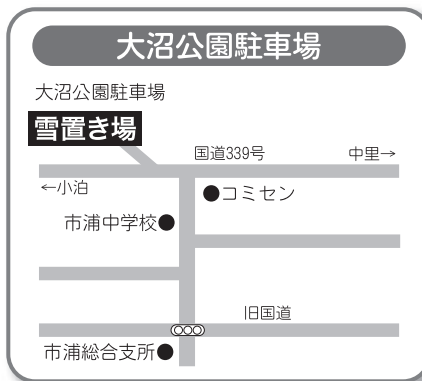 大沼公園駐車場
大沼公園駐車場
雪置き場
国道339号
中里→
←小泊
●コミセン
市浦中学校●
旧国道
市浦総合支所●